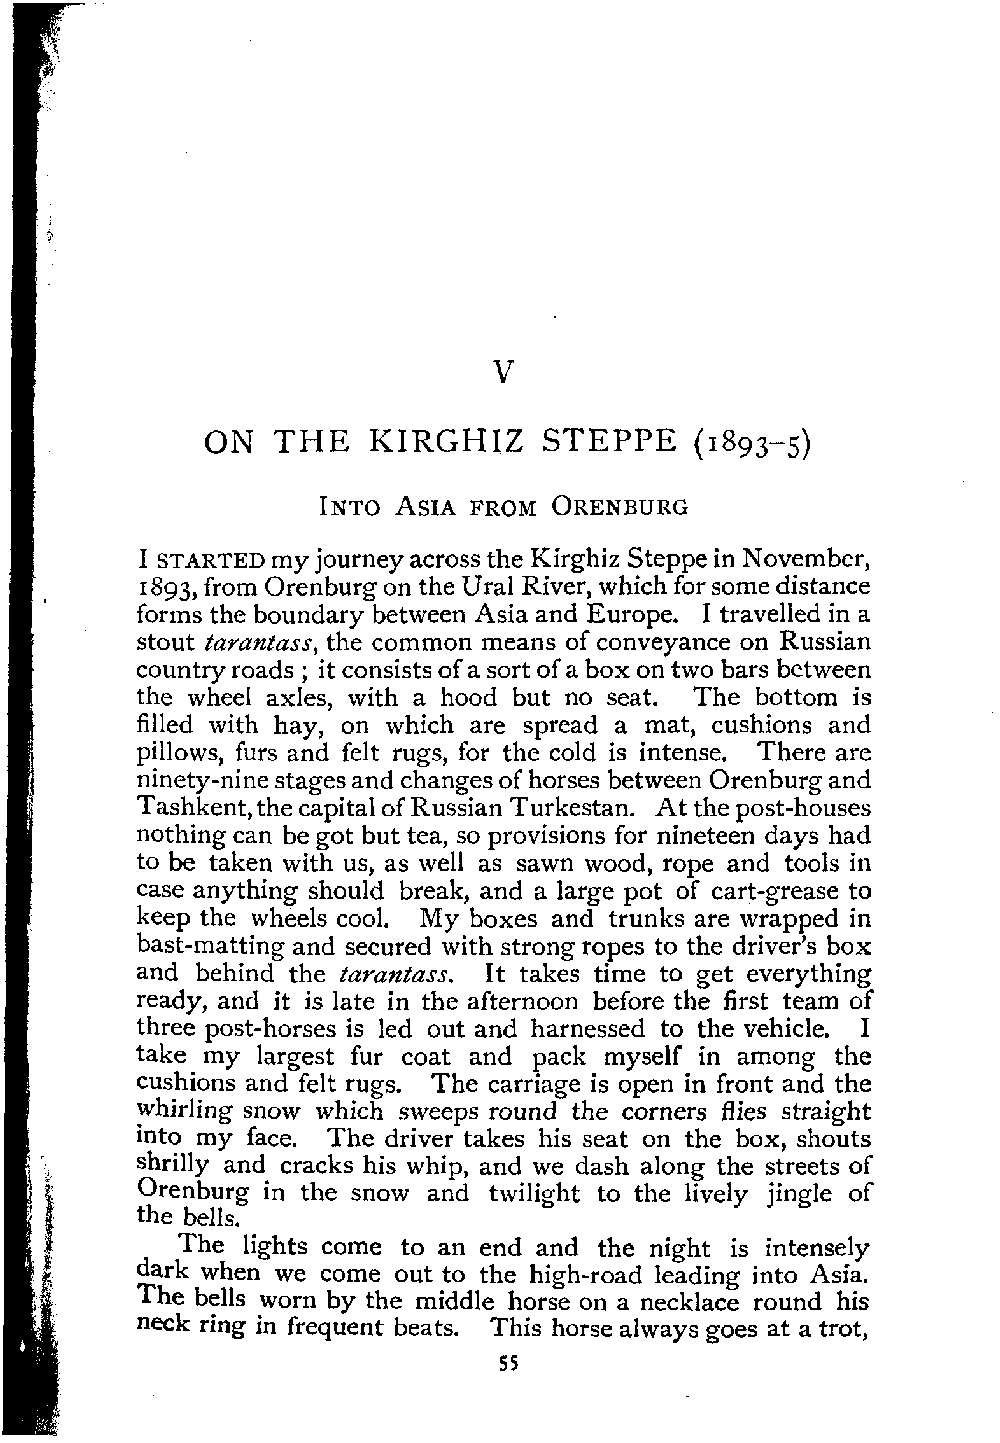 V
ON THE KIRGHIZ STEPPE (1893–5)
INTO ASIA FROM ORENBURG
I STARTED my journey across the Kirghiz Steppe in November,
1893, from Orenburg on the Ural River, which for some distance
forms the boundary between Asia and Europe. I travelled in a
stout tarantass, the common means of conveyance on Russian
country roads ; it consists of a sort of a box on two bars between
the wheel axles, with a hood but no seat. The bottom is
filled with hay, on which are spread a mat, cushions and
pillows, furs and felt rugs, for the cold is intense. There are
ninety-nine stages and changes of horses between Orenburg and
Tashkent, the capital of Russian Turkestan. At the post-houses
nothing can be got but tea, so provisions for nineteen days had
to be taken with us, as well as sawn wood, rope and tools in
case anything should break, and a large pot of cart-grease to
keep the wheels cool. My boxes and trunks are wrapped in
bast-matting and secured with strong ropes to the driver's box
and behind the tarantass. It takes time to get everything
ready, and it is late in the afternoon before the first team of
three post-horses is led out and harnessed to the vehicle. I
take my largest fur coat and pack myself in among the
cushions and felt rugs. The carriage is open in front and the
whirling snow which sweeps round the corners flies straight
into my face. The driver takes his seat on the box, shouts
shrilly and cracks his whip, and we dash along the streets of
Orenburg in the snow and twilight to the lively jingle of
the bells.
The lights come to an end and the night is intensely
dark when we come out to the high-road leading into Asia.
The bells worn by the middle horse on a necklace round his
neck ring in frequent beats. This horse always goes at a trot,
55